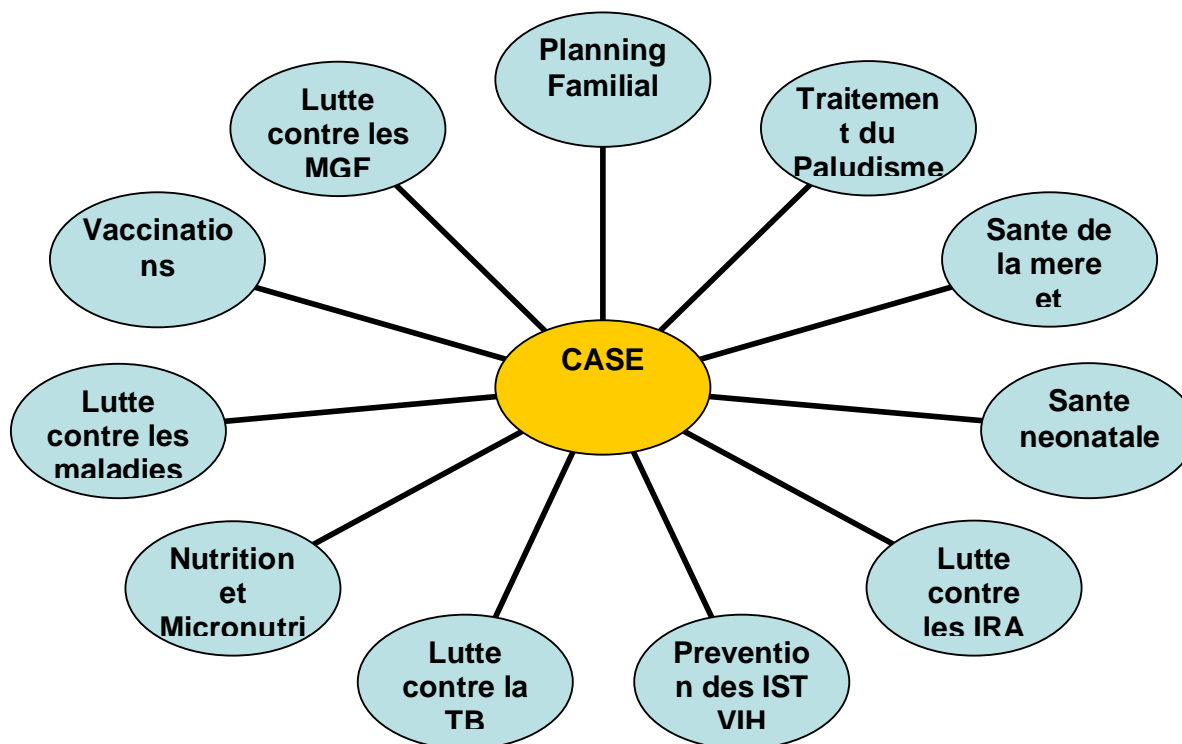 Planning
Familial
Traitemen
t du
Paludisme
Sante de
la mere
et
Sante
neonatale
Lutte
contre
les IRA
Preventio
n des IST
VIH
Lutte
contre la
TB
Nutrition
et
Micronutri
Lutte
contre les
maladies
Vaccinatio
ns
Lutte
contre les
MGF
CASE